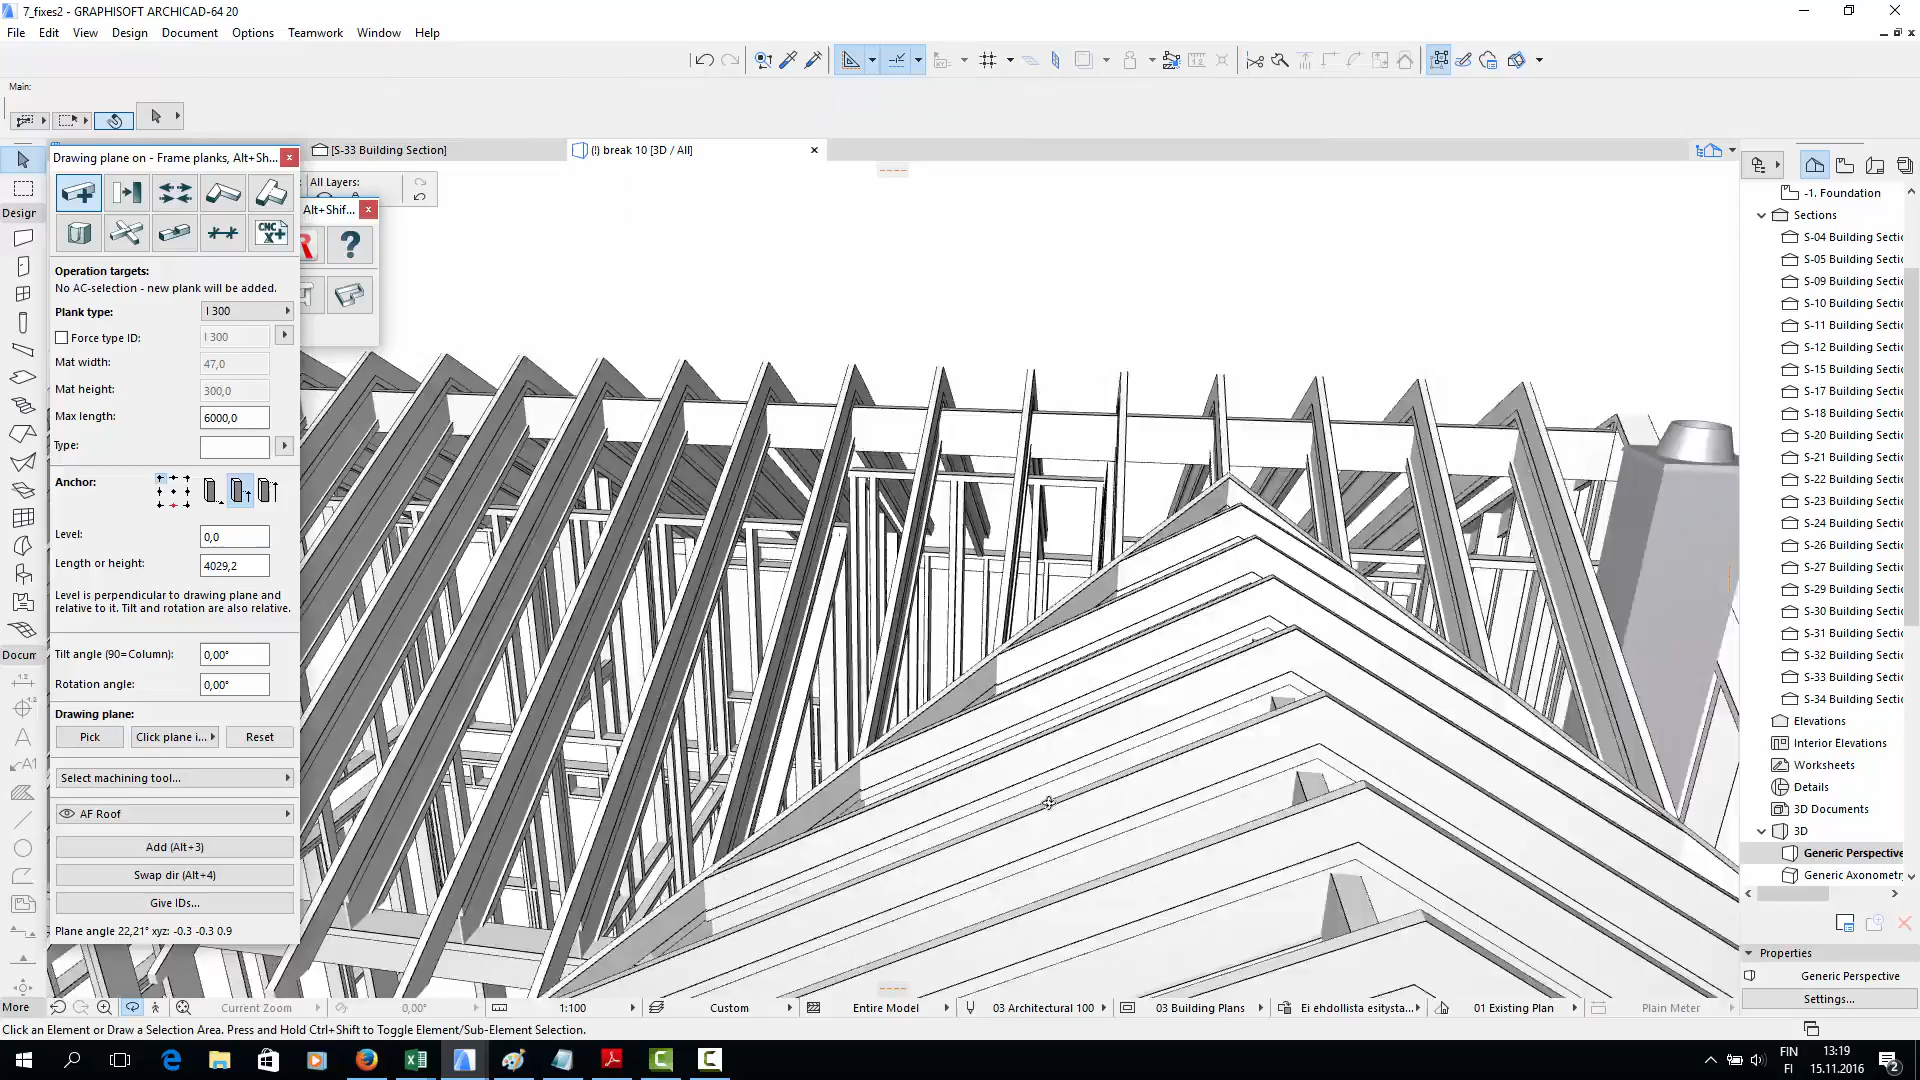 7_fixes2 - GRAPHISOFT ARCHICAD-64 20
File Edit View Design Document Options Teamwork Window Help
Main:
[S-33 Building Section]
(!) break 10 [3D / All]
Drawing plane on - Frame planks, Alt+Sh...
All Layers:
Alt+Shif...
Design
CNC
Operation targets:
No AC-selection - new plank will be added.
Plank type: I 300
Force type ID: I 300
Mat width: 47,0
Mat height: 300,0
Max length: 6000,0
Type:
Anchor:
Level: 0,0
Length or height: 4029,2
Level is perpendicular to drawing plane and
relative to it. Tilt and rotation are also relative.
Tilt angle (90=Column): 0,00°
Rotation angle: 0,00°
Docum
Drawing plane:
Pick Click plane i... Reset
Select machining tool...
AF Roof
Add (Alt+3)
Swap dir (Alt+4)
Give IDs...
Plane angle 22,21° xyz: -0.3 -0.3 0.9
-1. Foundation
Sections
S-04 Building Sectio
S-05 Building Sectio
S-09 Building Sectio
S-10 Building Sectio
S-11 Building Sectio
S-12 Building Sectio
S-15 Building Sectio
S-17 Building Sectio
S-18 Building Sectio
S-20 Building Sectio
S-21 Building Sectio
S-22 Building Sectio
S-23 Building Sectio
S-24 Building Sectio
S-26 Building Sectio
S-27 Building Sectio
S-29 Building Sectio
S-30 Building Sectio
S-31 Building Sectio
S-32 Building Sectio
S-33 Building Sectio
S-34 Building Sectio
Elevations
Interior Elevations
Worksheets
Details
3D Documents
3D
Generic Perspective
Generic Axonometr
Properties
Generic Perspective
Settings...
More
Current Zoom 0,00° 1:100 Custom Entire Model 03 Architectural 100 03 Building Plans Ei ehdollista esitysta... 01 Existing Plan Plain Meter
Click an Element or Draw a Selection Area. Press and Hold Ctrl+Shift to Toggle Element/Sub-Element Selection.
FIN
FI
13:19
15.11.2016
2